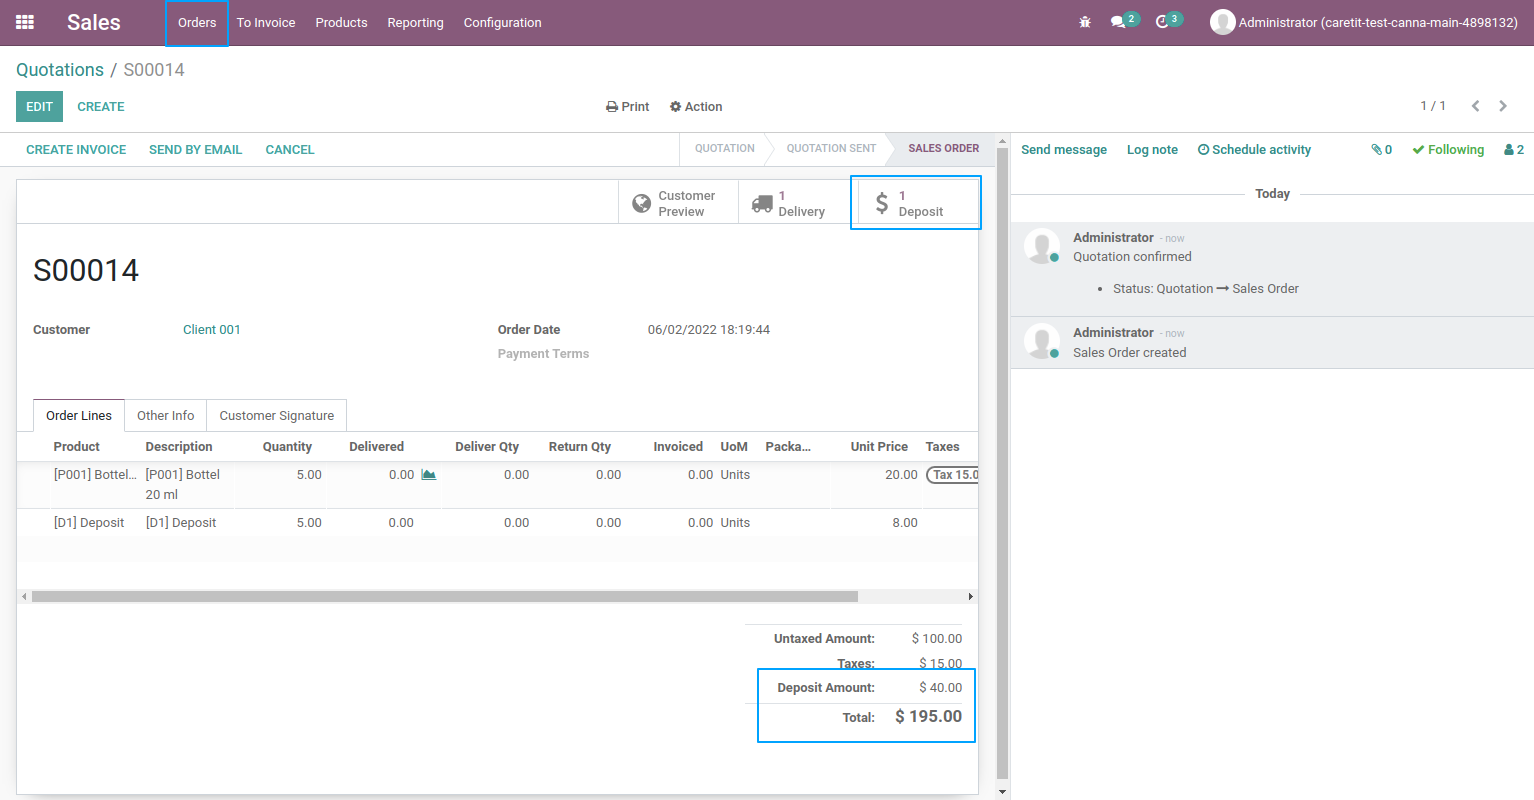 Sales Orders To Invoice Products Reporting Configuration 2 3 Administrator (caretit-test-canna-main-4898132)
Quotations / S00014
EDIT CREATE Print Action 1 / 1
CREATE INVOICE SEND BY EMAIL CANCEL QUOTATION QUOTATION SENT SALES ORDER
Customer Preview
1 Delivery
1 Deposit
S00014
Customer Client 001 Order Date 06/02/2022 18:19:44
Payment Terms
Order Lines Other Info Customer Signature
Product Description Quantity Delivered Deliver Qty Return Qty Invoiced UoM Packa... Unit Price Taxes
[P001] Bottel... [P001] Bottel 5.00 0.00 0.00 0.00 0.00 Units 20.00 Tax 15.0
20 ml
[D1] Deposit [D1] Deposit 5.00 0.00 0.00 0.00 0.00 Units 8.00
Untaxed Amount: $ 100.00
Taxes: $ 15.00
Deposit Amount: $ 40.00
Total: $ 195.00
Send message Log note Schedule activity 0 Following 2
Today
Administrator - now
Quotation confirmed
• Status: Quotation → Sales Order
Administrator - now
Sales Order created